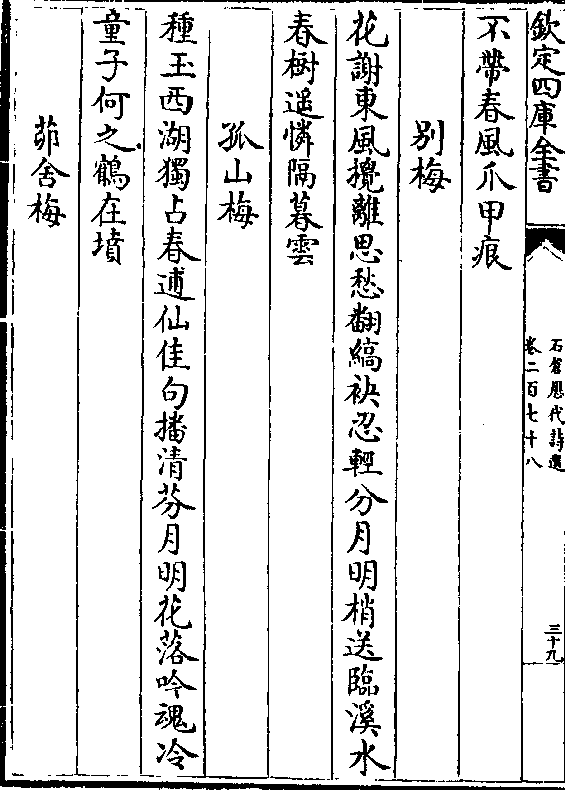 欽定四庫全書
石倉歷代詩選
卷二百七十八
三十九
不帶春風爪甲痕
別梅
花謝東風攪離思愁翻縞袂忍輕分月明梢送臨溪水
春樹遥憐隔暮雲
孤山梅
種玉西湖獨占春逋仙佳句播清芬月明花落吟魂冷
童子何之鶴在墳
茆舍梅